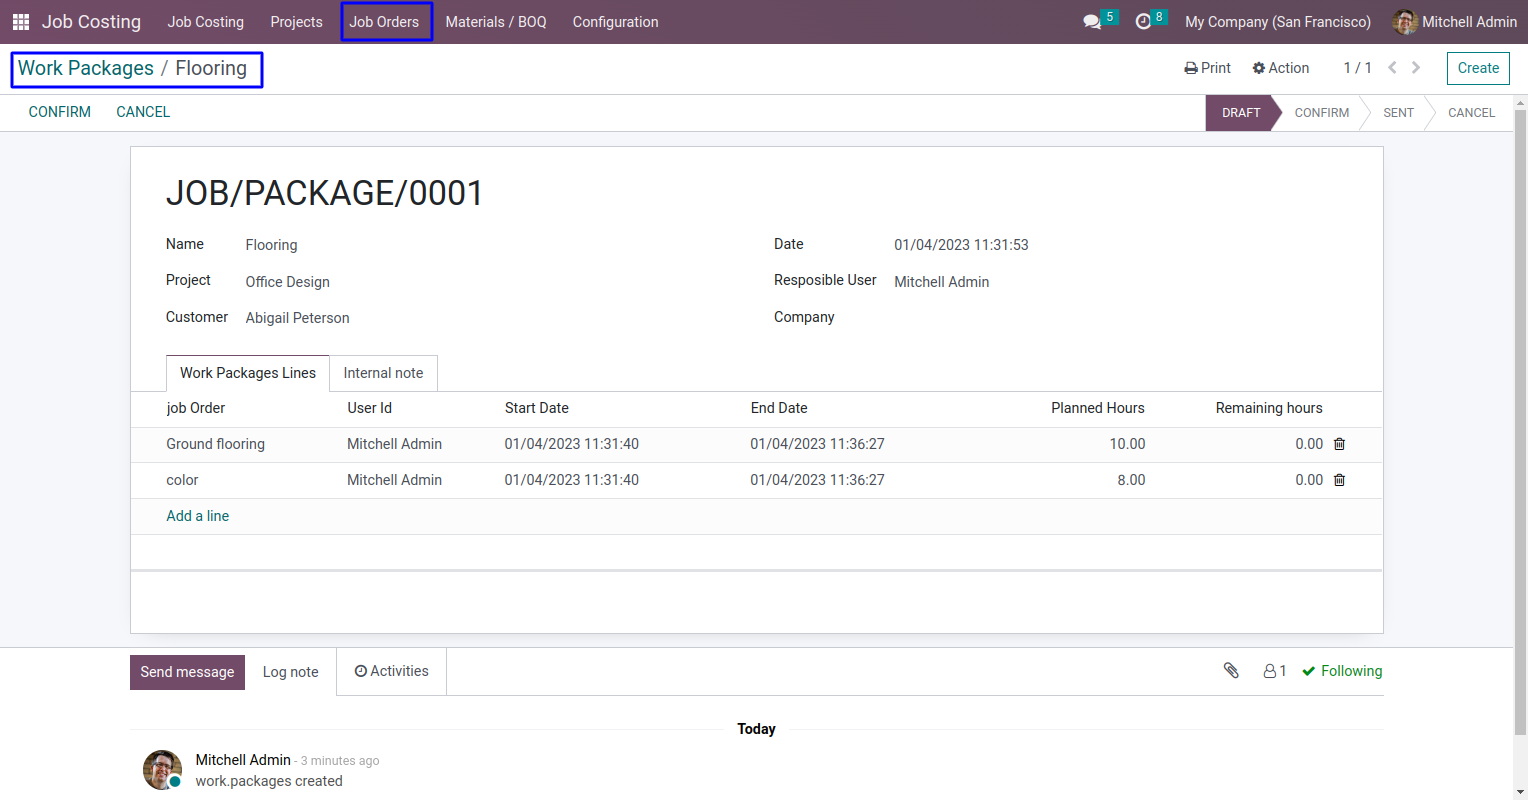 Job Costing Job Costing Projects Job Orders Materials / BOQ Configuration 5 8 My Company (San Francisco) Mitchell Admin
Work Packages / Flooring Print Action 1 / 1 Create
CONFIRM CANCEL DRAFT CONFIRM SENT CANCEL
JOB/PACKAGE/0001
Name Flooring Date 01/04/2023 11:31:53
Project Office Design Resposible User Mitchell Admin
Customer Abigail Peterson Company
Work Packages Lines Internal note
job Order User Id Start Date End Date Planned Hours Remaining hours
Ground flooring Mitchell Admin 01/04/2023 11:31:40 01/04/2023 11:36:27 10.00 0.00
color Mitchell Admin 01/04/2023 11:31:40 01/04/2023 11:36:27 8.00 0.00
Add a line
Send message Log note Activities 1 Following
Today
Mitchell Admin - 3 minutes ago
work.packages created